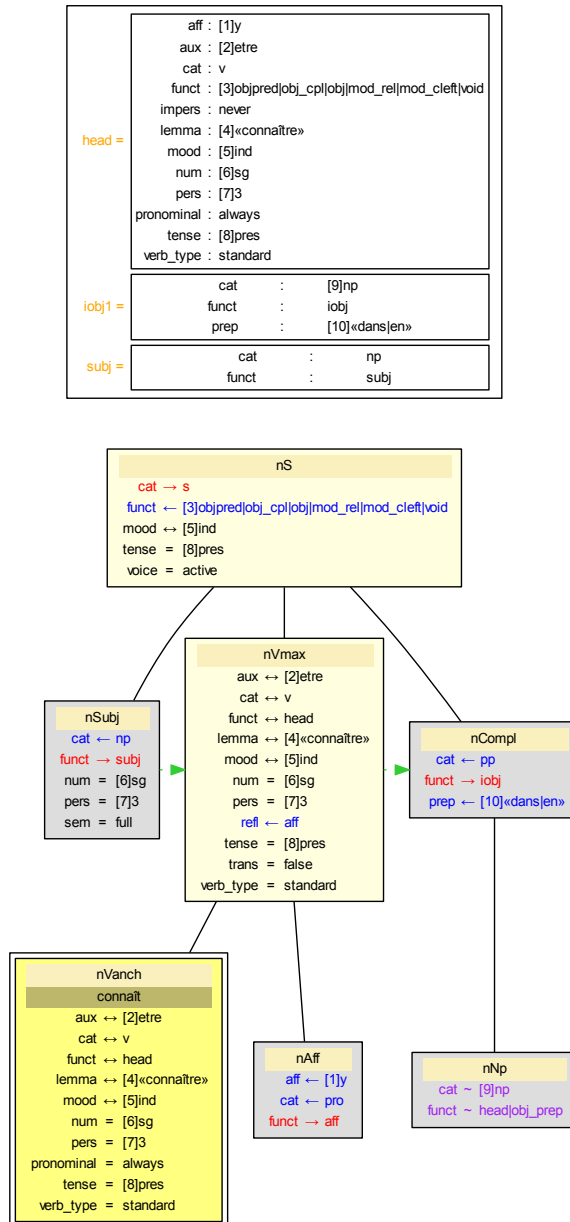 aff : [1]y
aux : [2]etre
cat : v
funct : [3]objpred|obj_cpl|obj|mod_rel|mod_cleft|void
impers : never
head = lemma : [4]«connaître»
mood : [5]ind
num : [6]sg
pers : [7]3
pronominal : always
tense : [8]pres
verb_type : standard
cat : [9]np
iobj1 = funct : iobj
prep : [10]«dans|en»
subj = cat : np
funct : subj
nS
cat → s
funct ← [3]objpred|obj_cpl|obj|mod_rel|mod_cleft|void
mood ↔ [5]ind
tense = [8]pres
voice = active
nSubj
cat ← np
funct → subj
num = [6]sg
pers = [7]3
sem = full
nVmax
aux ↔ [2]etre
cat ↔ v
funct ↔ head
lemma ↔ [4]«connaître»
mood ↔ [5]ind
num = [6]sg
pers = [7]3
refl ← aff
tense = [8]pres
trans = false
verb_type = standard
nCompl
cat ← pp
funct → iobj
prep ← [10]«dans|en»
nVanch
connaît
aux ↔ [2]etre
cat ↔ v
funct ↔ head
lemma ↔ [4]«connaître»
mood ↔ [5]ind
num = [6]sg
pers = [7]3
pronominal = always
tense = [8]pres
verb_type = standard
nAff
aff ← [1]y
cat ← pro
funct → aff
nNp
cat ~ [9]np
funct ~ head|obj_prep